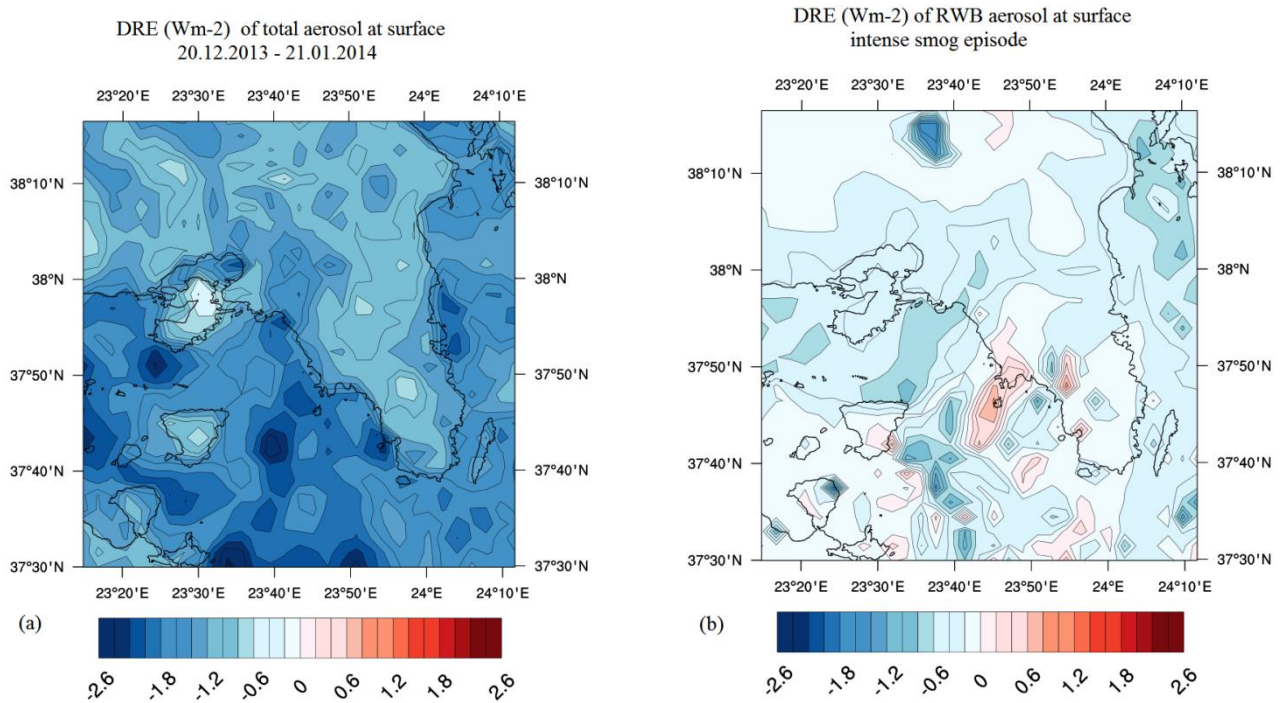 DRE (Wm-2) of total aerosol at surface
20.12.2013 - 21.01.2014
23°20'E 23°30'E 23°40'E 23°50'E 24°E 24°10'E
38°10'N 38°10'N
38°N 38°N
37°50'N 37°50'N
37°40'N 37°40'N
37°30'N 37°30'N
23°20'E 23°30'E 23°40'E 23°50'E 24°E 24°10'E
(a)
-2.6 -1.8 -1.2 -0.6 0 0.6 1.2 1.8 2.6
DRE (Wm-2) of RWB aerosol at surface
intense smog episode
23°20'E 23°30'E 23°40'E 23°50'E 24°E 24°10'E
38°10'N 38°10'N
38°N 38°N
37°50'N 37°50'N
37°40'N 37°40'N
37°30'N 37°30'N
23°20'E 23°30'E 23°40'E 23°50'E 24°E 24°10'E
(b)
-2.6 -1.8 -1.2 -0.6 0 0.6 1.2 1.8 2.6